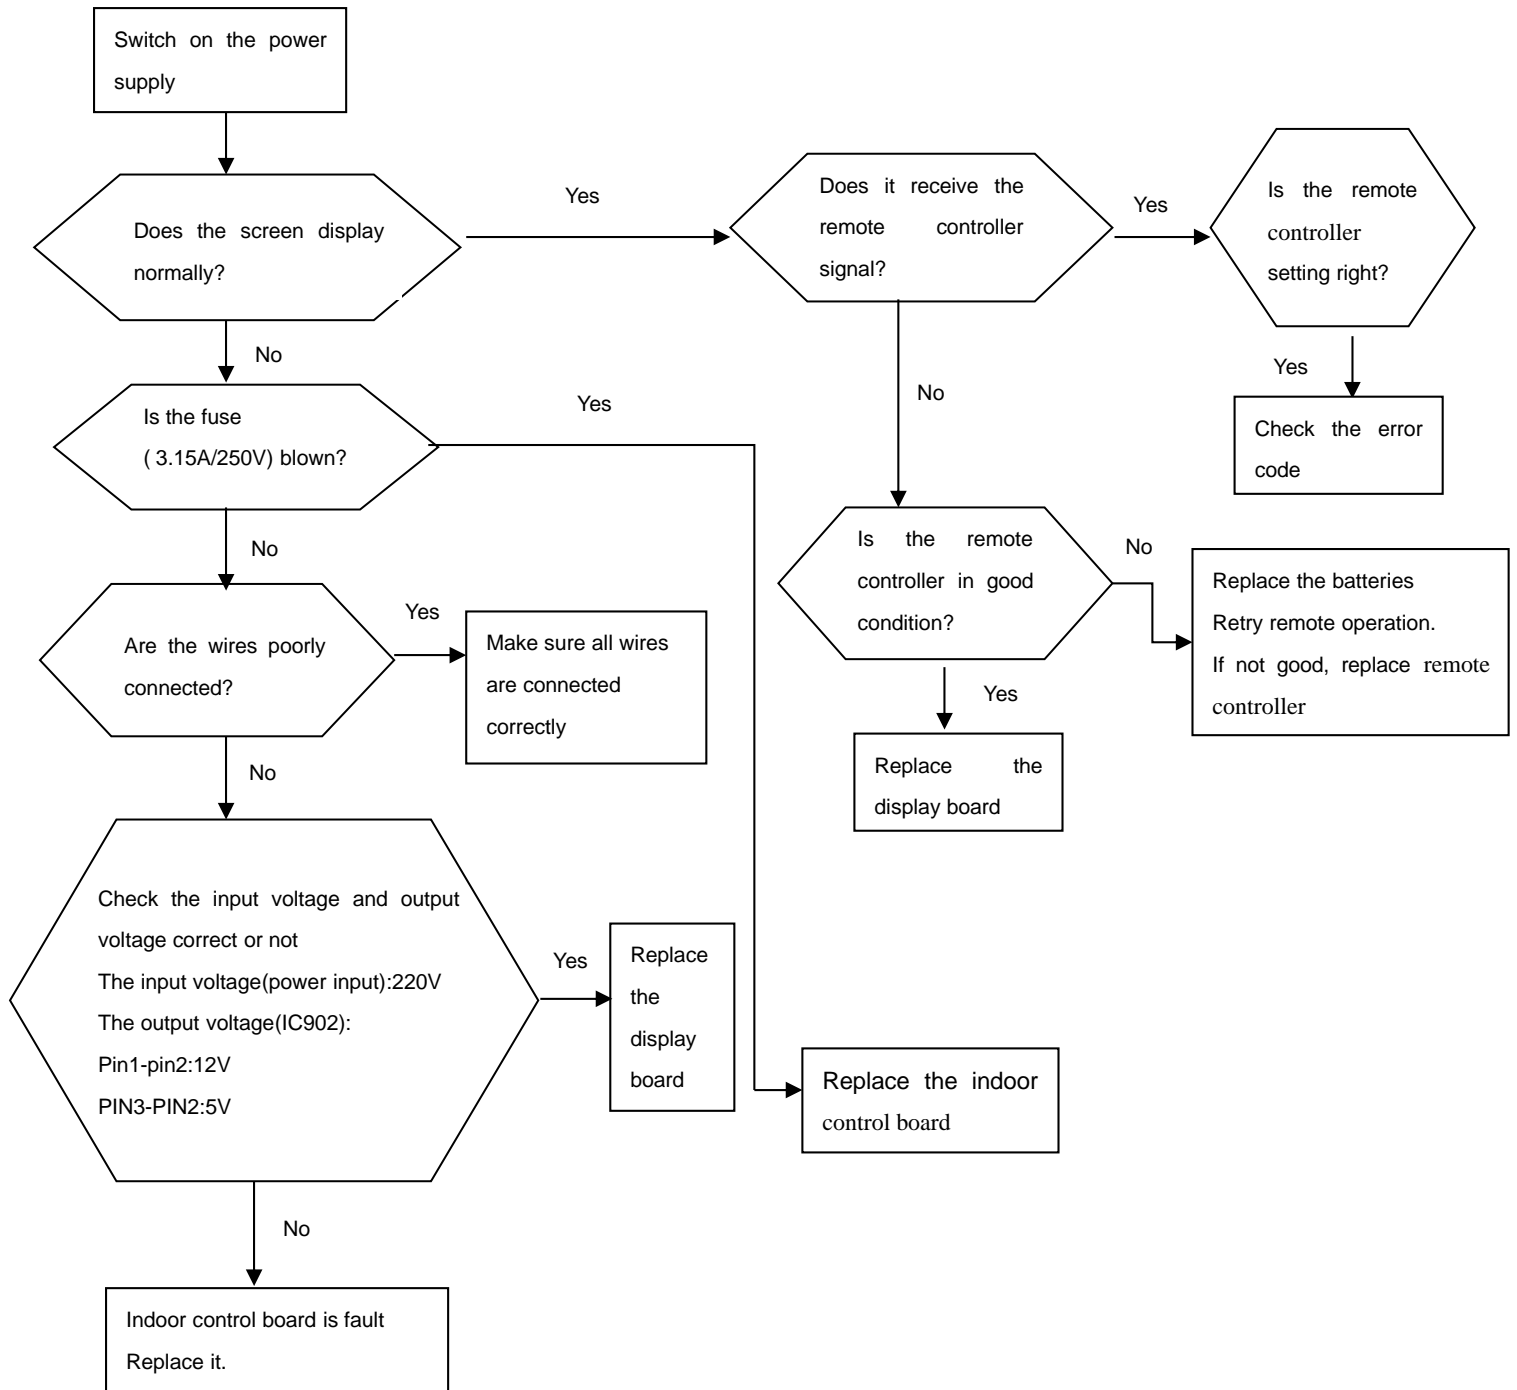 Switch on the power
supply
Does the screen display
normally?
Yes
Does it receive the
remote controller
signal?
Yes
Is the remote
controller
setting right?
Yes
Check the error
code
No
Is the fuse
( 3.15A/250V) blown?
Yes
No
Is the remote
controller in good
condition?
No
Replace the batteries
Retry remote operation.
If not good, replace remote
controller
Yes
Replace the
display board
No
Are the wires poorly
connected?
Yes
Make sure all wires
are connected
correctly
No
Check the input voltage and output
voltage correct or not
The input voltage(power input):220V
The output voltage(IC902):
Pin1-pin2:12V
PIN3-PIN2:5V
Yes
Replace
the
display
board
Replace the indoor
control board
No
Indoor control board is fault
Replace it.